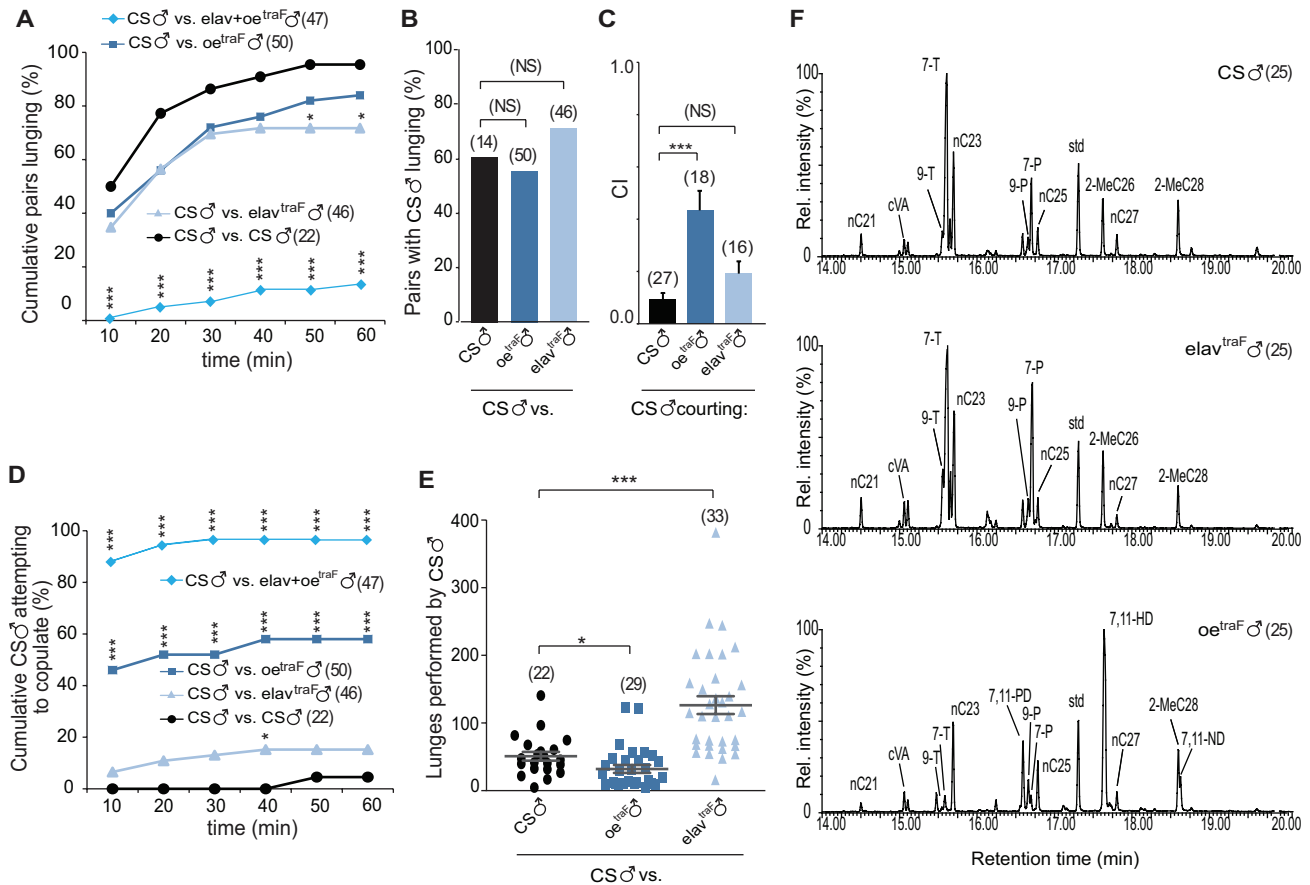 A
CS♂ vs. elav+oe^traF♂(47)
CS♂ vs. oe^traF♂(50)
Cumulative pairs lunging (%)
100
80
60
40
20
0
* *
CS♂ vs. elav^traF♂(46)
CS♂ vs. CS♂(22)
*** *** *** *** *** ***
10 20 30 40 50 60
time (min)
B
Pairs with CS♂ lunging (%)
100
80
60
40
20
0
(NS)
(NS)
(14) (50) (46)
CS♂ oe^traF♂ elav^traF♂
CS♂ vs.
C
CI
1.0
0.0
(NS)
***
(27) (18) (16)
CS♂ oe^traF♂ elav^traF♂
CS♂counting:
D
Cumulative CS♂ attempting
to copulate (%)
100
80
60
40
20
0
*** *** *** *** *** ***
CS♂ vs. elav+oe^traF♂(47)
*** *** *** *** *** ***
CS♂ vs. oe^traF♂(50)
CS♂ vs. elav^traF♂(46)
CS♂ vs. CS♂(22)
*
10 20 30 40 50 60
time (min)
E
Lunges performed by CS♂
400
300
200
100
0
***
*
(22) (29) (33)
CS♂ oe^traF♂ elav^traF♂
CS♂ vs.
F
CS♂(25)
Rel. intensity (%)
100
80
60
40
20
0
nC21 cVA 9-T 7-T nC23 9-P 7-P nC25 std 2-MeC26 nC27 2-MeC28
14.00 15.00 16.00 17.00 18.00 19.00 20.00
elav^traF♂(25)
Rel. intensity (%)
100
80
60
40
20
0
nC21 cVA 9-T 7-T nC23 9-P 7-P nC25 std 2-MeC26 nC27 2-MeC28
14.00 15.00 16.00 17.00 18.00 19.00 20.00
oe^traF♂(25)
Rel. intensity (%)
100
80
60
40
20
0
nC21 cVA 9-T 7-T nC23 7,11-PD 9-P 7-P nC25 std 7,11-HD nC27 2-MeC28 7,11-ND
14.00 15.00 16.00 17.00 18.00 19.00 20.00
Retention time (min)